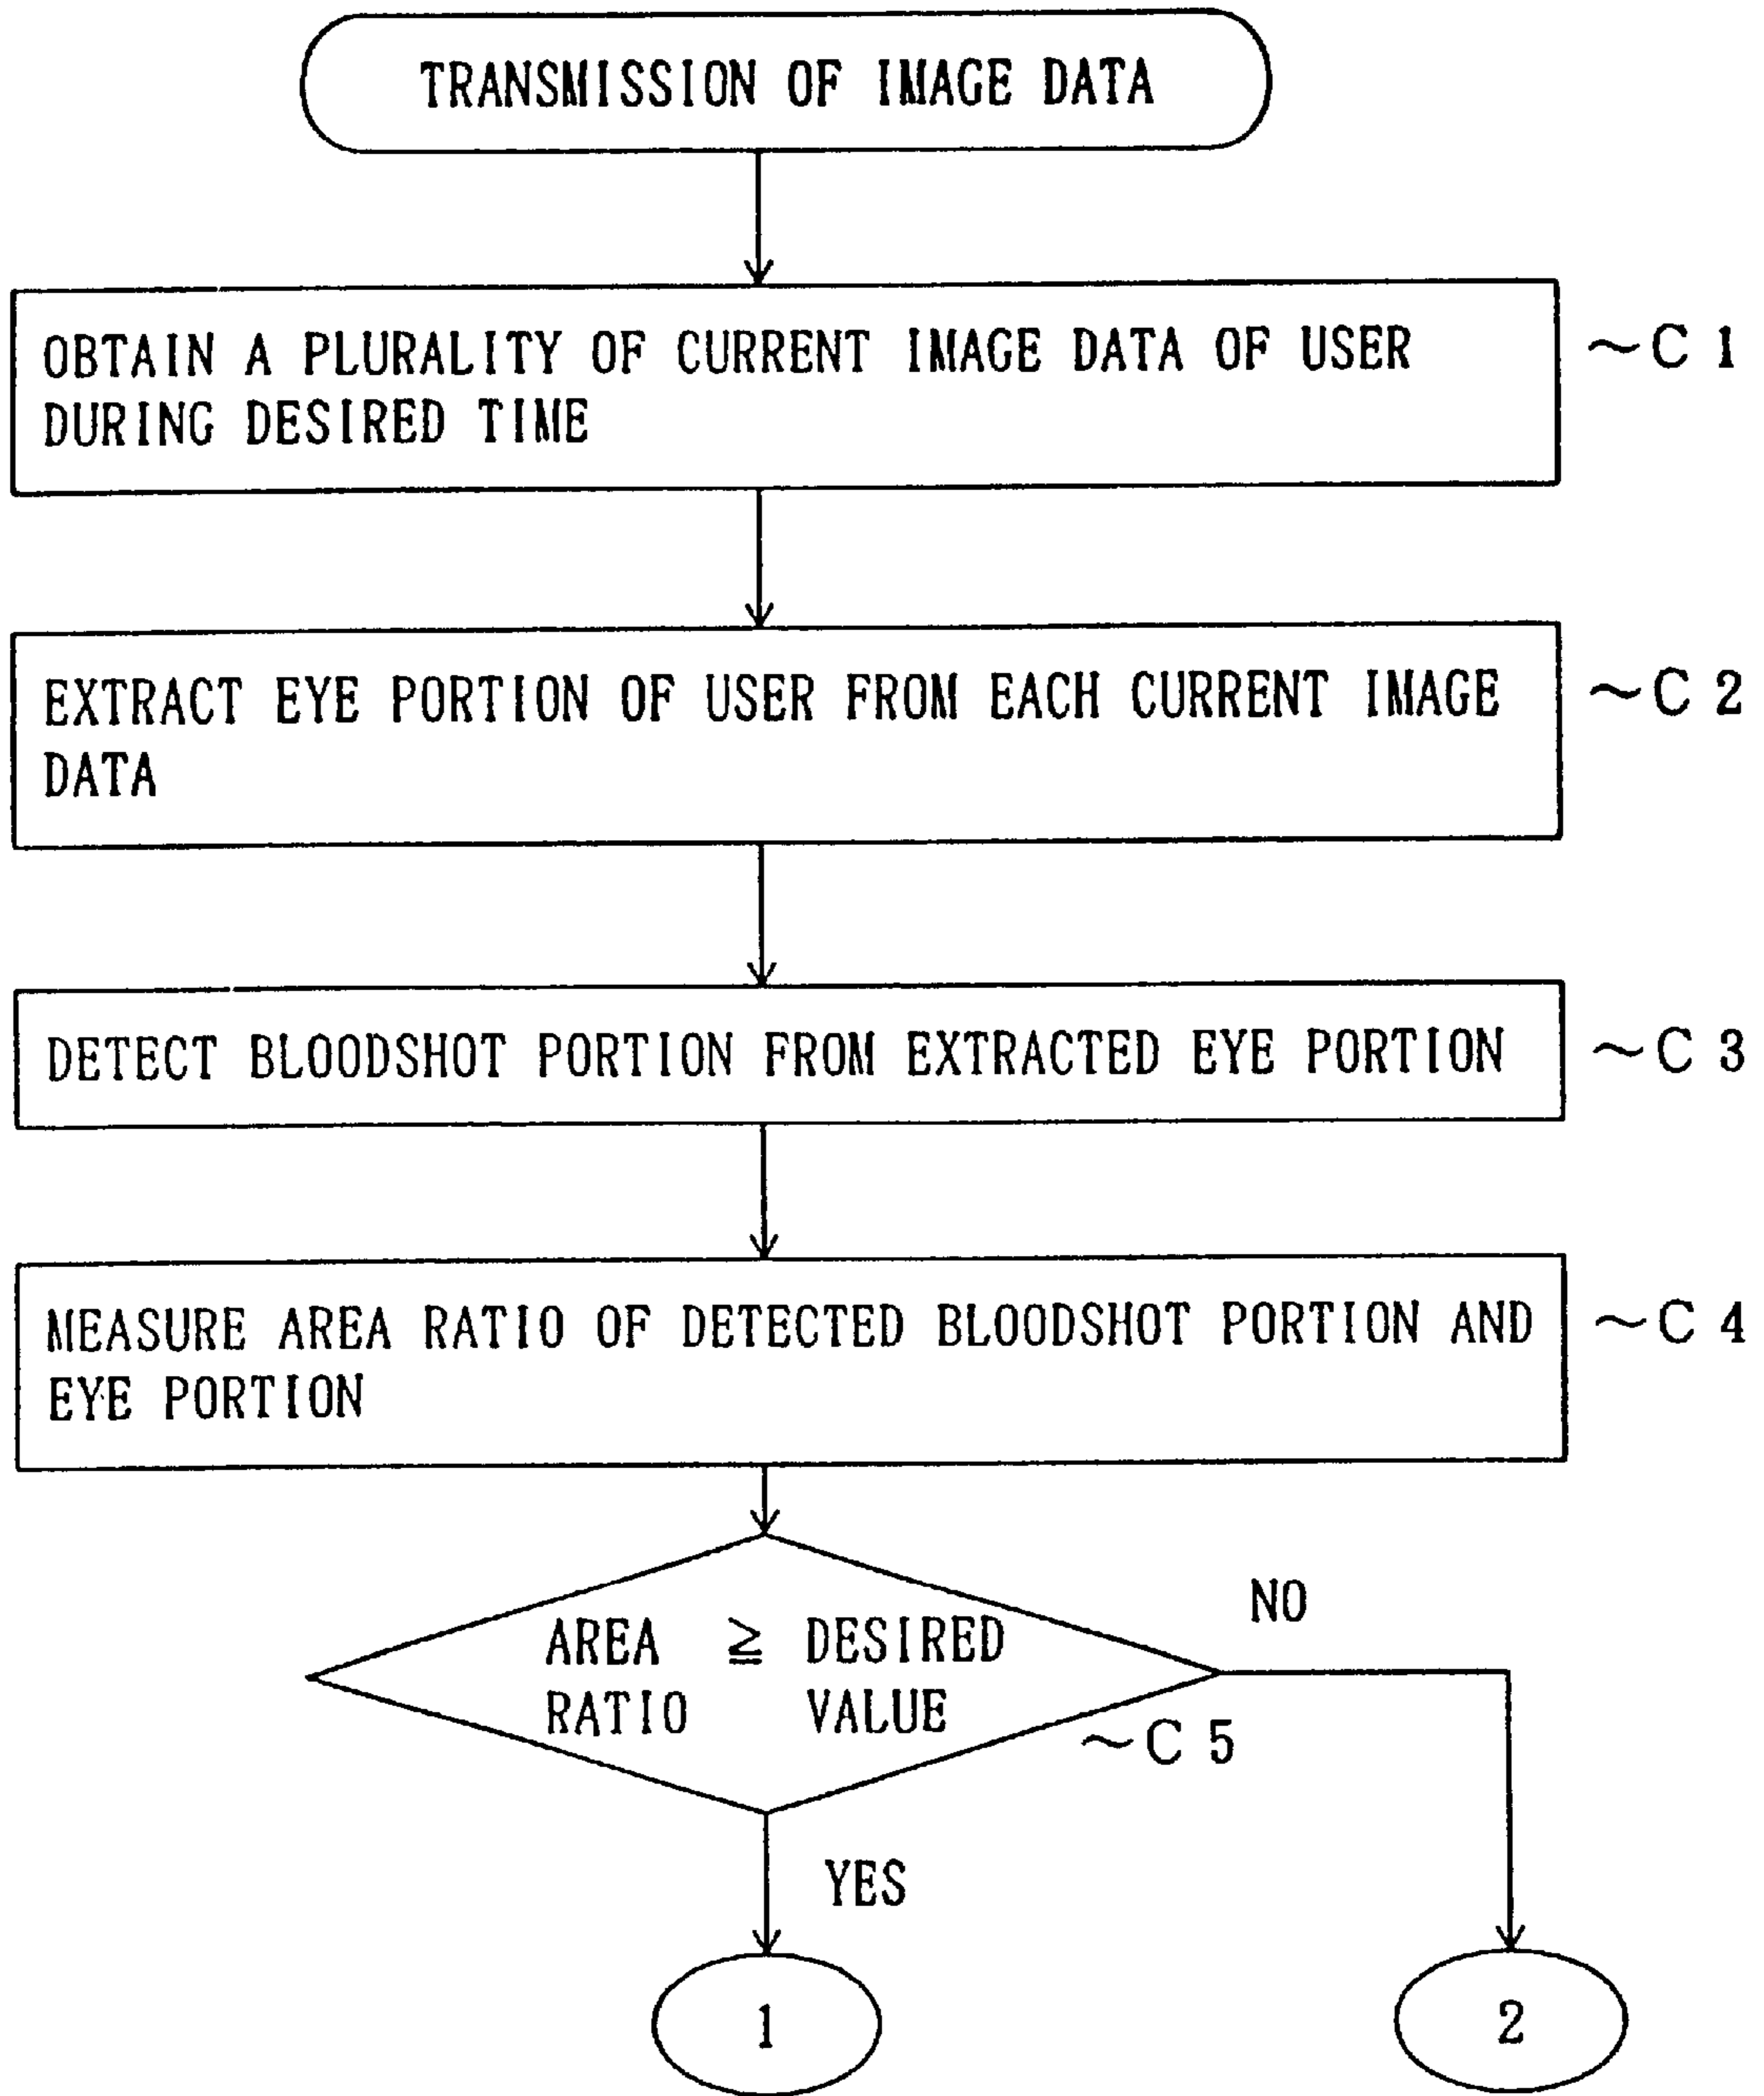 TRANSMISSION OF IMAGE DATA
OBTAIN A PLURALITY OF CURRENT IMAGE DATA OF USER
DURING DESIRED TIME
~C 1
EXTRACT EYE PORTION OF USER FROM EACH CURRENT IMAGE
DATA
~C 2
DETECT BLOODSHOT PORTION FROM EXTRACTED EYE PORTION
~C 3
MEASURE AREA RATIO OF DETECTED BLOODSHOT PORTION AND
EYE PORTION
~C 4
AREA ≧ DESIRED
RATIO VALUE
~C 5
NO
YES
1
2